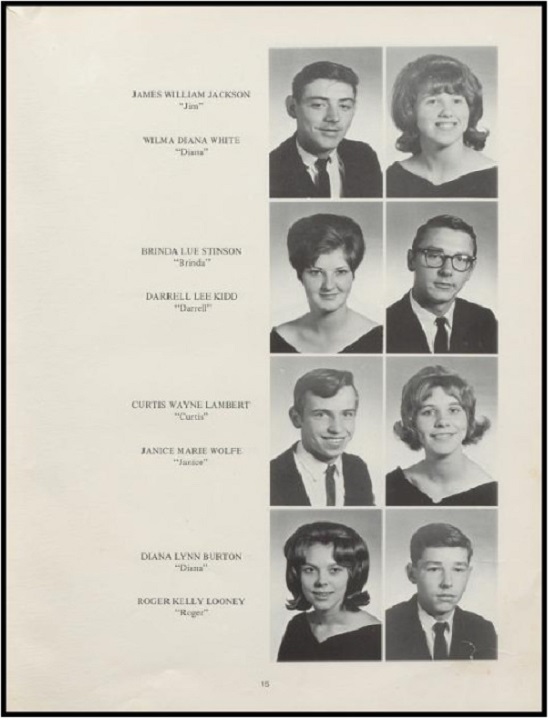 JAMES WILLIAM JACKSON
"Jim"
WILMA DIANA WHITE
"Diana"
BRINDA LUE STINSON
"Brinda"
DARRELL LEE KIDD
"Darrell"
CURTIS WAYNE LAMBERT
"Curtis"
JANICE MARIE WOLFE
"Janice"
DIANA LYNN BURTON
"Diana"
ROGER KELLY LOONEY
"Roger"
15